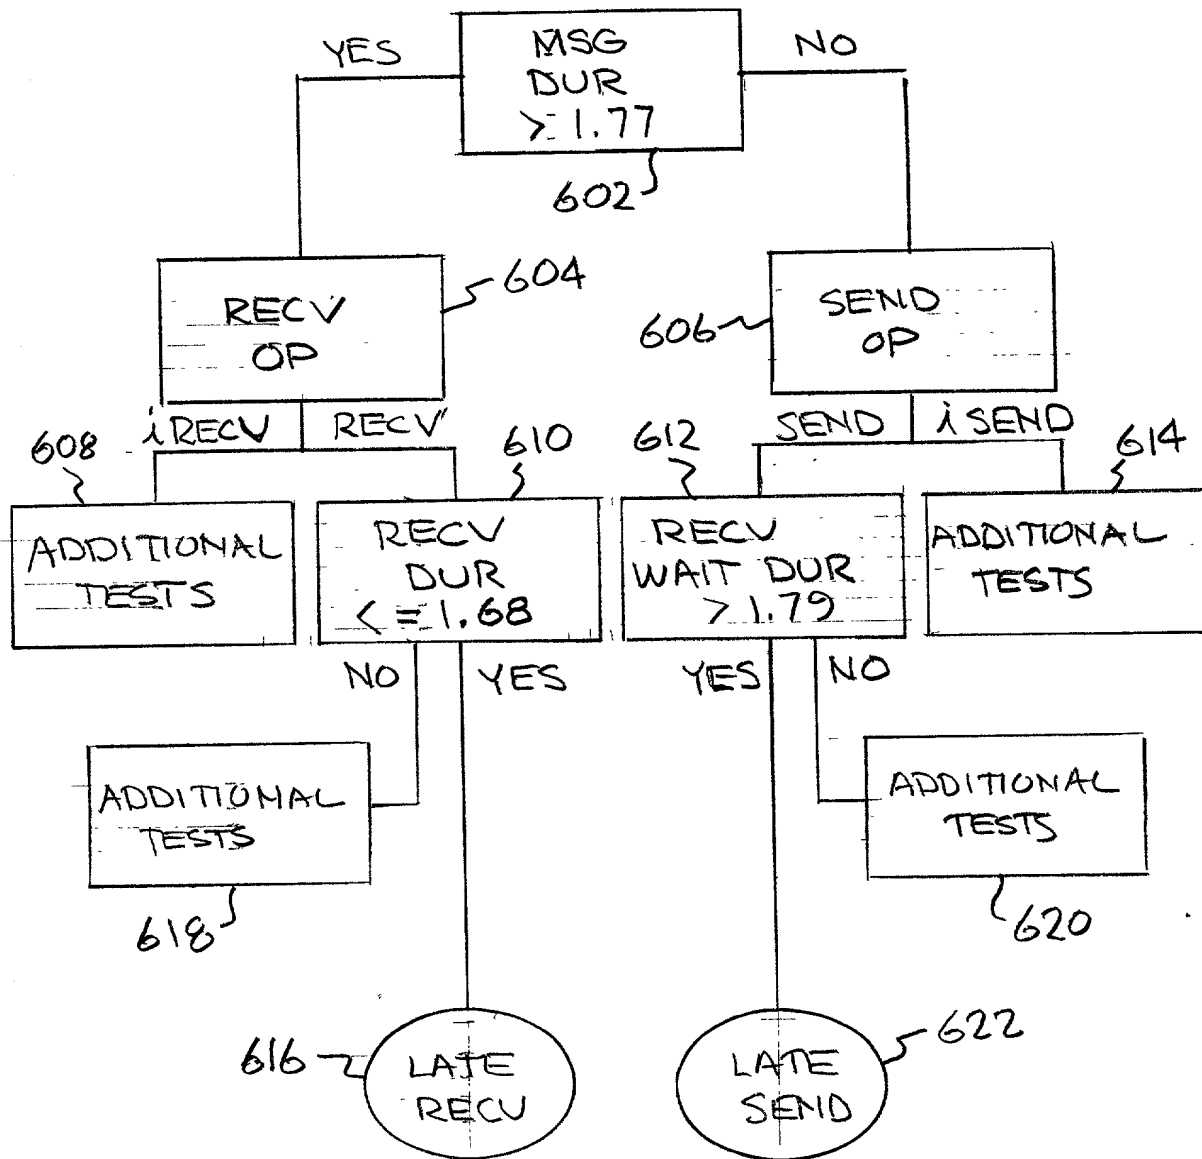 YES
MSG
DUR
> 1.77
NO
602
RECV
OP
604
606
SEND
OP
iRECV
RECV
SEND
iSEND
608
610
612
614
ADDITIONAL
TESTS
RECV
DUR
<= 1.68
RECV
WAIT DUR
> 1.79
ADDITIONAL
TESTS
NO
YES
YES
NO
ADDITIONAL
TESTS
618
ADDITIONAL
TESTS
620
616
LATE
RECV
LATE
SEND
622